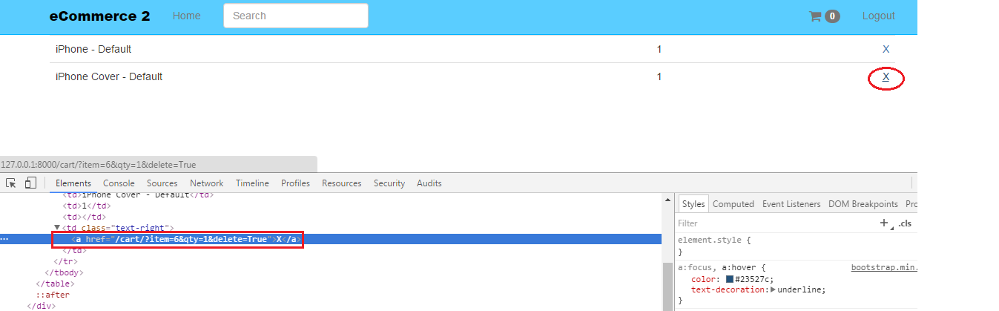 eCommerce 2 Home Search 0 Logout
iPhone - Default 1 X
iPhone Cover - Default 1 X
127.0.0.1:8000/cart/?item=6&qty=1&delete=True
Elements Console Sources Network Timeline Profiles Resources Security Audits
<td>iPhone Cover - Default</td>
<td>1</td>
<td></td>
▼<td class="text-right">
... <a href="/cart/?item=6&qty=1&delete=True">X</a>
</td>
</tr>
</tbody>
</table>
::after
</div>
Styles Computed Event Listeners DOM Breakpoints Pro
Filter + .cls
element.style {
}
a:focus, a:hover { bootstrap.min.
color: #23527c;
text-decoration:▶underline;
}